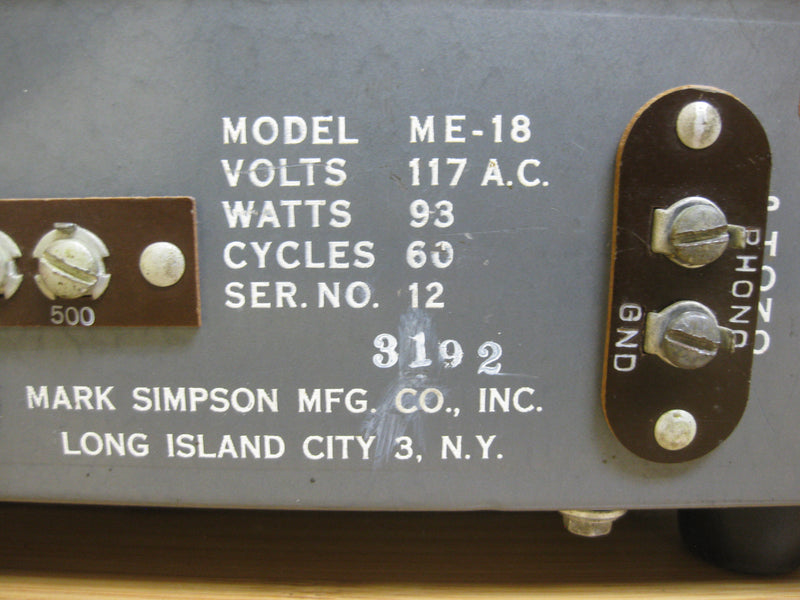 MODEL ME-18
VOLTS 117 A.C.
WATTS 93
CYCLES 60
SER. NO. 12
3192
MARK SIMPSON MFG. CO., INC.
LONG ISLAND CITY 3, N.Y.
500
PHONO
GND
PHONO